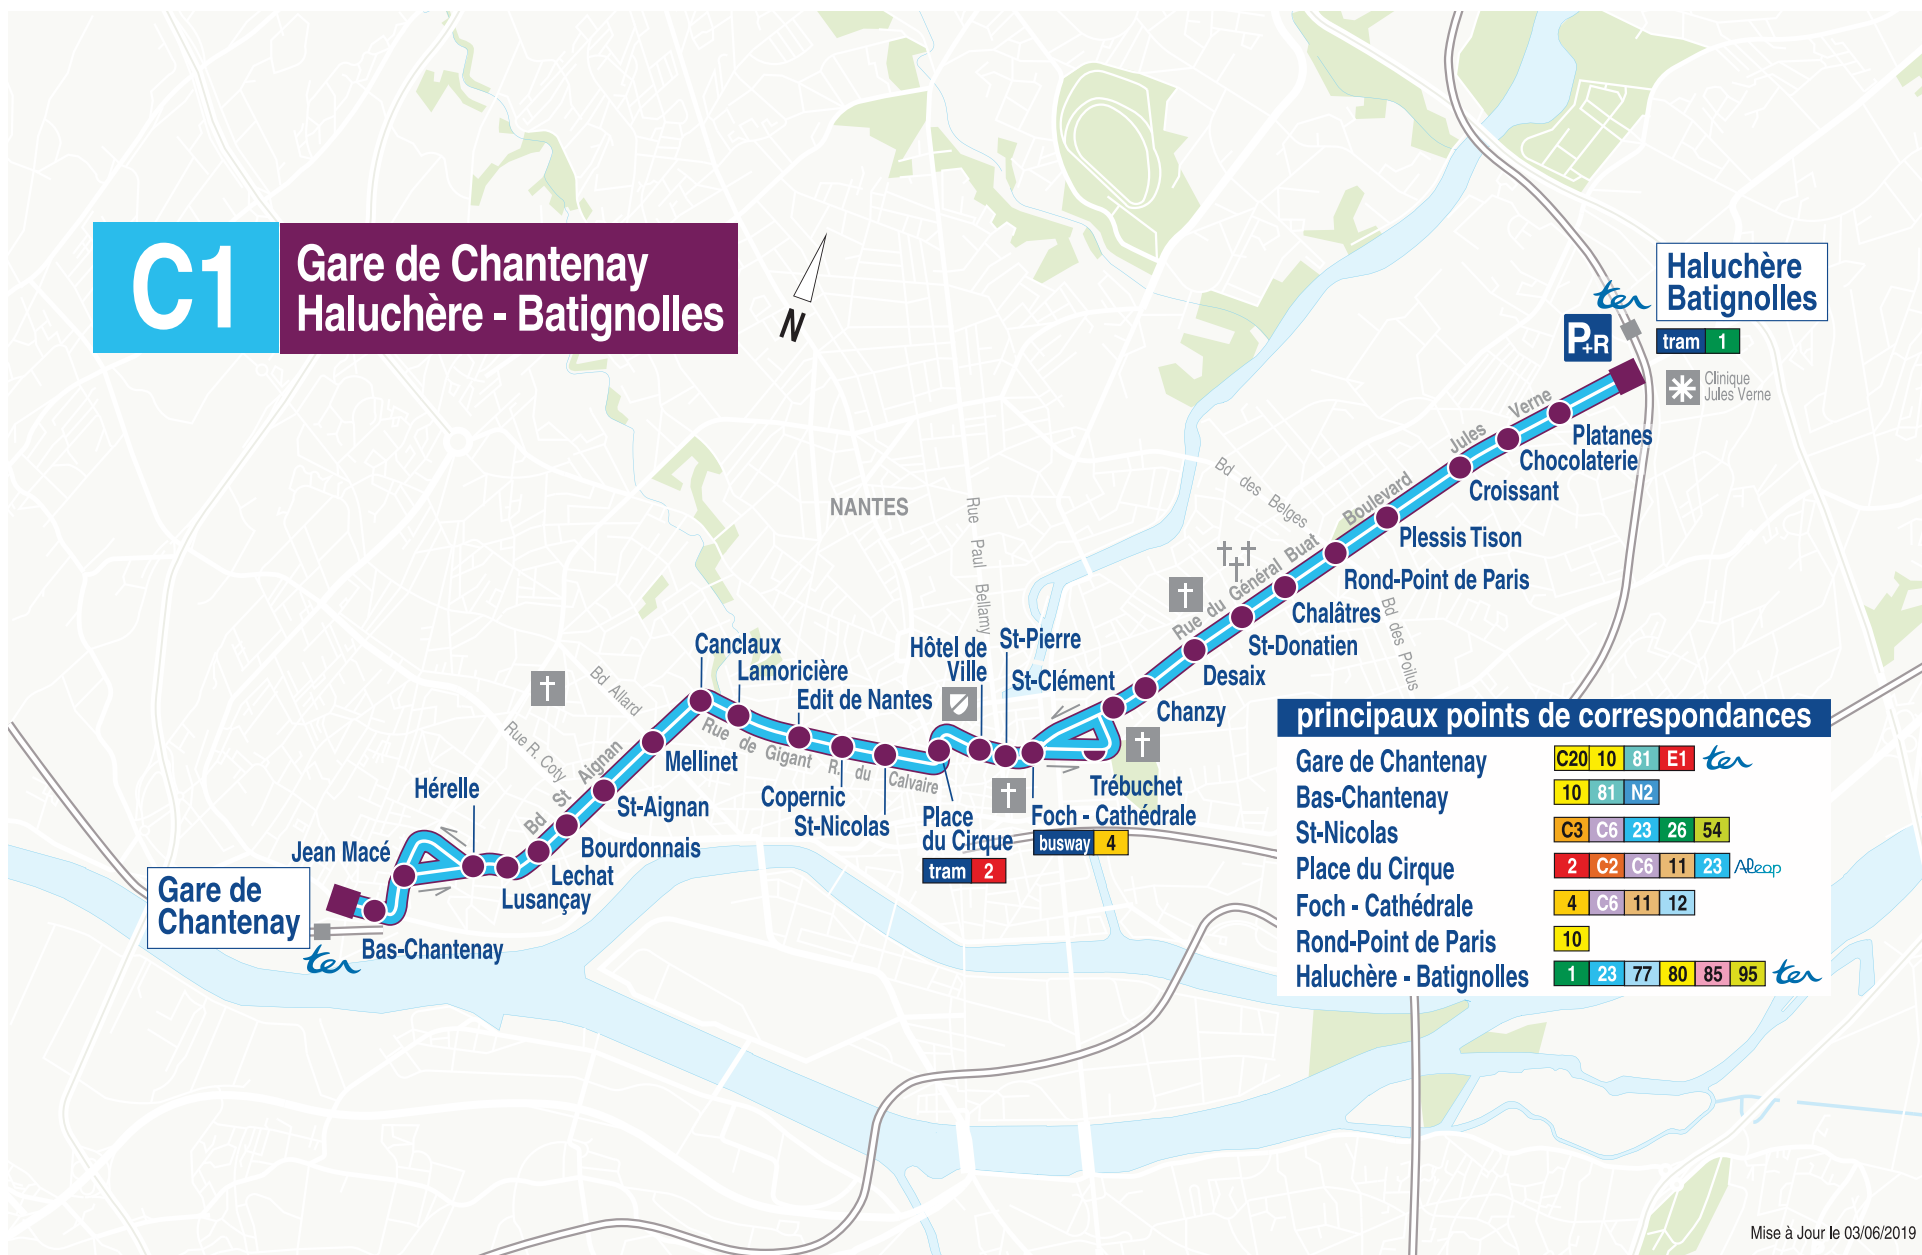 C1
Gare de Chantenay
Haluchère - Batignolles
N
NANTES
ter
Haluchère
Batignolles
P+R
tram 1
Clinique
Jules Verne
Platanes
Chocolaterie
Croissant
Plessis Tison
Rond-Point de Paris
Chalâtres
St-Donatien
Desaix
Chanzy
St-Clément
Trébuchet
Foch - Cathédrale
busway 4
St-Pierre
Hôtel de
Ville
Place
du Cirque
tram 2
St-Nicolas
Copernic
Edit de Nantes
Lamoricière
Canclaux
Mellinet
St-Aignan
Bourdonnais
Lechat
Lusançay
Hérelle
Jean Macé
Bas-Chantenay
Gare de
Chantenay
ter
Boulevard Jules Verne
Bd des Belges
Rue du Général Buat
Bd des Poilus
Rue Paul Bellamy
Bd Allard
Rue R. Coty
Bd St Aignan
Rue de Gigant
R. du Calvaire
principaux points de correspondances
Gare de Chantenay C20 10 81 E1 ter
Bas-Chantenay 10 81 N2
St-Nicolas C3 C6 23 26 54
Place du Cirque 2 C2 C6 11 23 Aleop
Foch - Cathédrale 4 C6 11 12
Rond-Point de Paris 10
Haluchère - Batignolles 1 23 77 80 85 95 ter
Mise à Jour le 03/06/2019